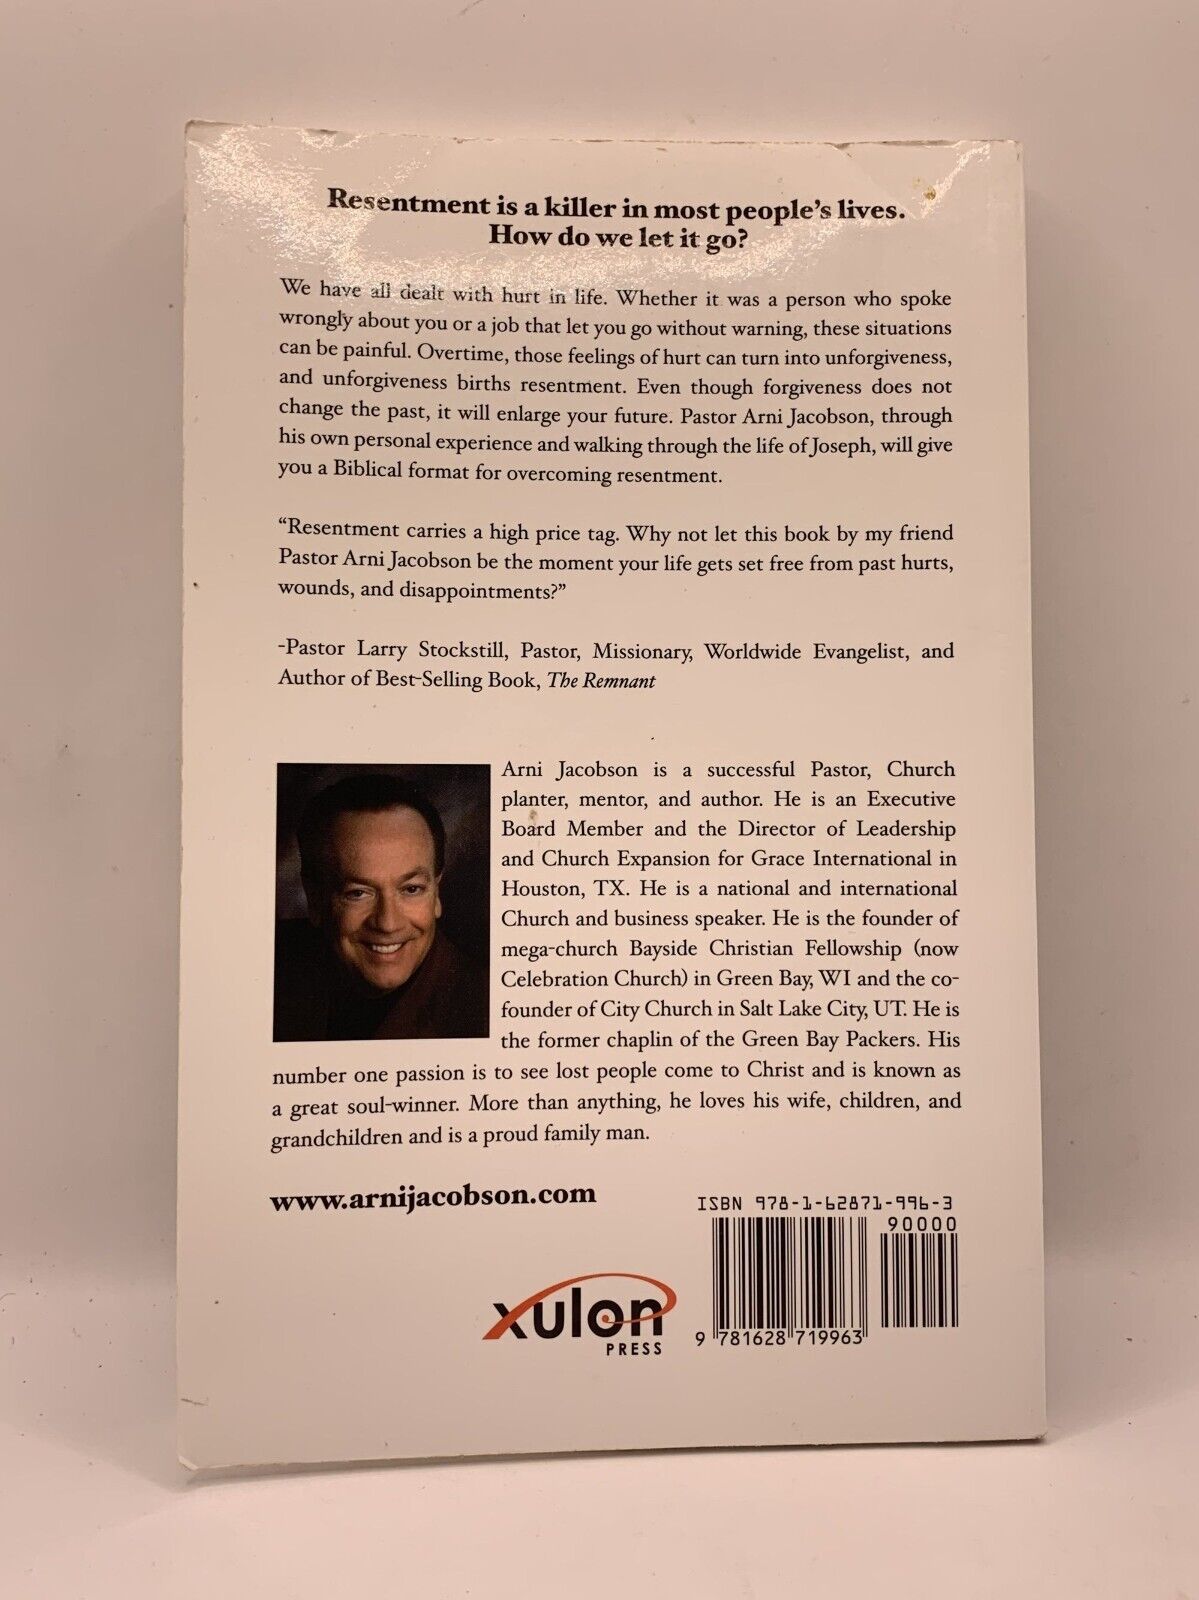 Resentment is a killer in most people's lives.
How do we let it go?
We have all dealt with hurt in life. Whether it was a person who spoke
wrongly about you or a job that let you go without warning, these situations
can be painful. Overtime, those feelings of hurt can turn into unforgiveness,
and unforgiveness births resentment. Even though forgiveness does not
change the past, it will enlarge your future. Pastor Arni Jacobson, through
his own personal experience and walking through the life of Joseph, will give
you a Biblical format for overcoming resentment.
“Resentment carries a high price tag. Why not let this book by my friend
Pastor Arni Jacobson be the moment your life gets set free from past hurts,
wounds, and disappointments?”
-Pastor Larry Stockstill, Pastor, Missionary, Worldwide Evangelist, and
Author of Best-Selling Book, The Remnant
Arni Jacobson is a successful Pastor, Church
planter, mentor, and author. He is an Executive
Board Member and the Director of Leadership
and Church Expansion for Grace International in
Houston, TX. He is a national and international
Church and business speaker. He is the founder of
mega-church Bayside Christian Fellowship (now
Celebration Church) in Green Bay, WI and the co-
founder of City Church in Salt Lake City, UT. He is
the former chaplin of the Green Bay Packers. His
number one passion is to see lost people come to Christ and is known as
a great soul-winner. More than anything, he loves his wife, children, and
grandchildren and is a proud family man.
www.arnijacobson.com
ISBN 978-1-62871-996-3
90000
xulon
PRESS
9 781628 719963